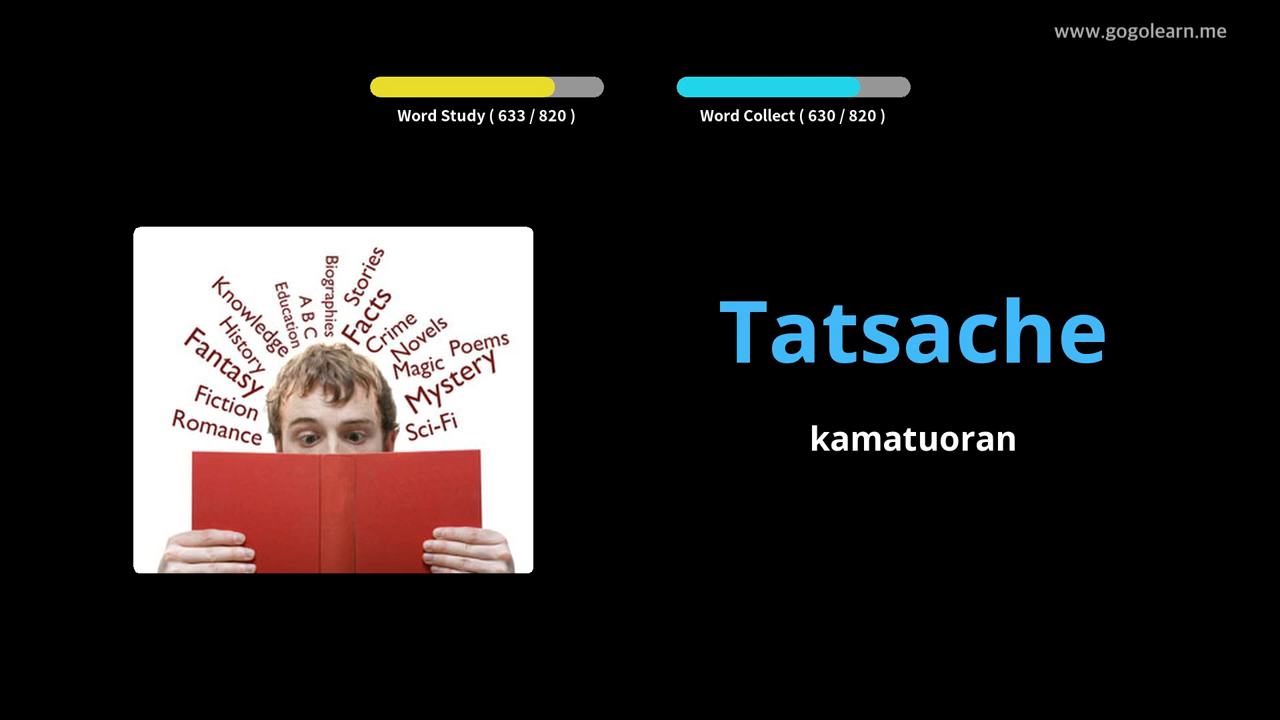 www.gogolearn.me
Word Study ( 633 / 820 )
Word Collect ( 630 / 820 )
Tatsache
kamatuoran
Biographies
Stories
Knowledge
Education
A B C
Facts
Crime
History
Novels
Poems
Fantasy
Magic
Mystery
Fiction
Romance
Sci-Fi